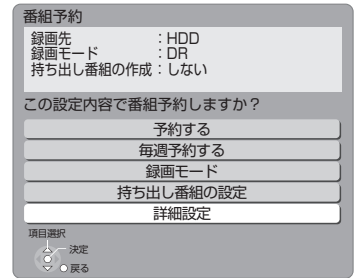 番組予約
録画先　　　　　：HDD
録画モード　　　：DR
持ち出し番組の作成：しない
この設定内容で番組予約しますか？
予約する
毎週予約する
録画モード
持ち出し番組の設定
詳細設定
項目選択
決定
戻る